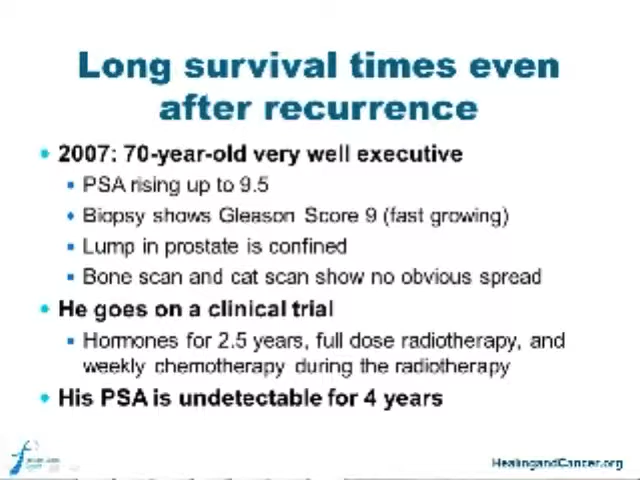 Long survival times even
after recurrence
• 2007: 70-year-old very well executive
▪ PSA rising up to 9.5
▪ Biopsy shows Gleason Score 9 (fast growing)
▪ Lump in prostate is confined
▪ Bone scan and cat scan show no obvious spread
• He goes on a clinical trial
▪ Hormones for 2.5 years, full dose radiotherapy, and
weekly chemotherapy during the radiotherapy
• His PSA is undetectable for 4 years
HealingandCancer.org